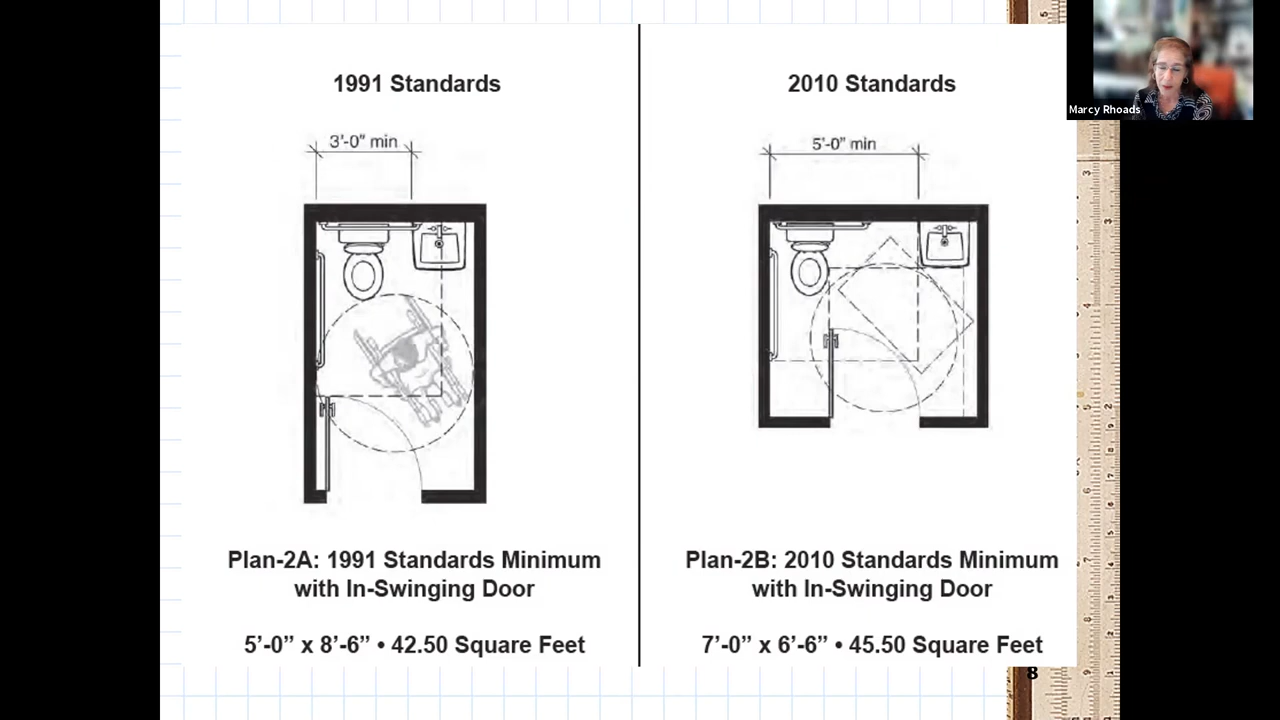 1991 Standards
3'-0" min
Plan-2A: 1991 Standards Minimum
with In-Swinging Door
5'-0" x 8'-6" • 42.50 Square Feet
2010 Standards
5'-0" min
Plan-2B: 2010 Standards Minimum
with In-Swinging Door
7'-0" x 6'-6" • 45.50 Square Feet
8
Marcy Rhoads